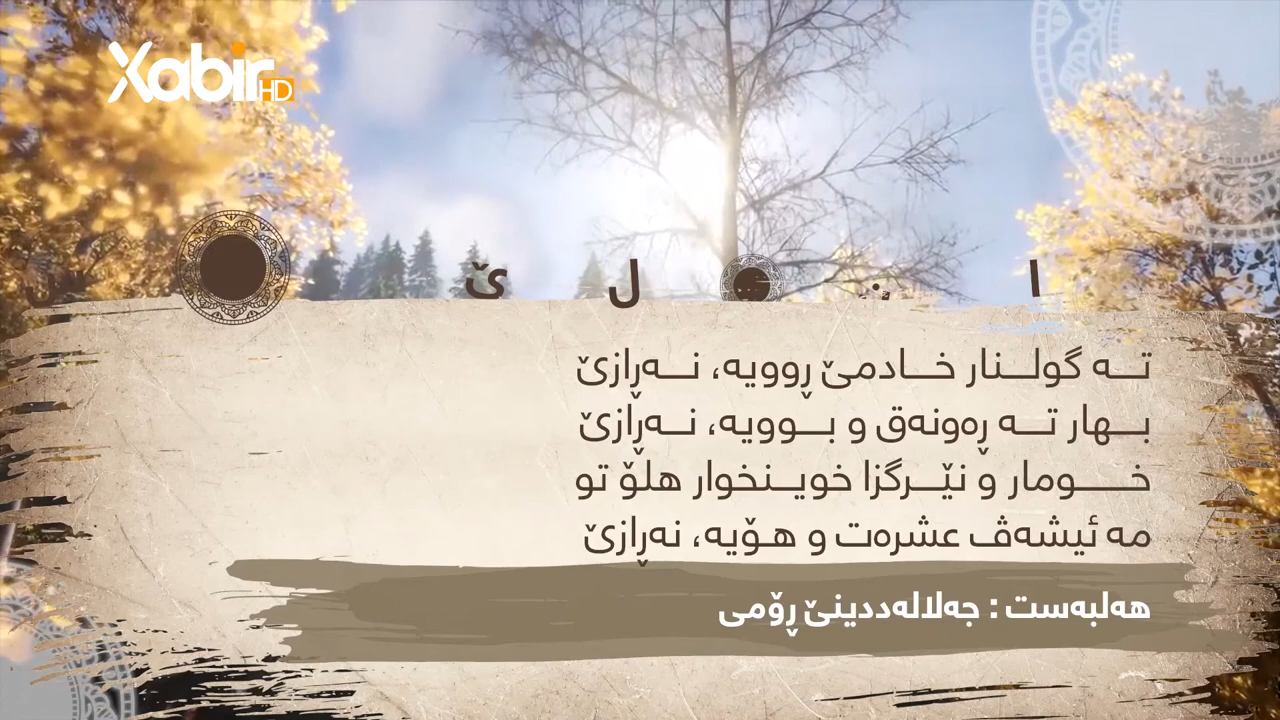 Xabir HD
تە گولنار خادمێ ڕوویە، نەڕازێ
بهار تە ڕەونەق و بوویە، نەڕازێ
خومار و نێرگزا خوینخوار هلۆ تو
مە ئیشەڤ عشرەت و هۆیە، نەڕازێ
هەلبەست : جەلالەددینێ ڕۆمی